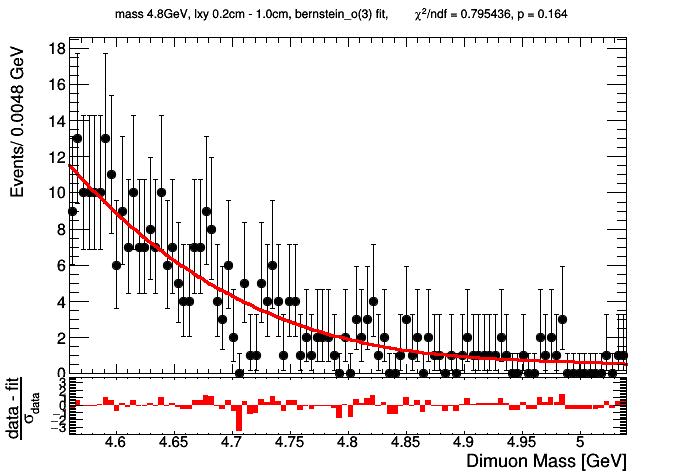 mass 4.8GeV, lxy 0.2cm - 1.0cm, bernstein_o(3) fit, χ²/ndf = 0.795436, p = 0.164
Events/ 0.0048 GeV
18
16
14
12
10
8
6
4
2
0
data - fit
σdata
3
2
1
0
−1
−2
−3
4.6 4.65 4.7 4.75 4.8 4.85 4.9 4.95 5
Dimuon Mass [GeV]